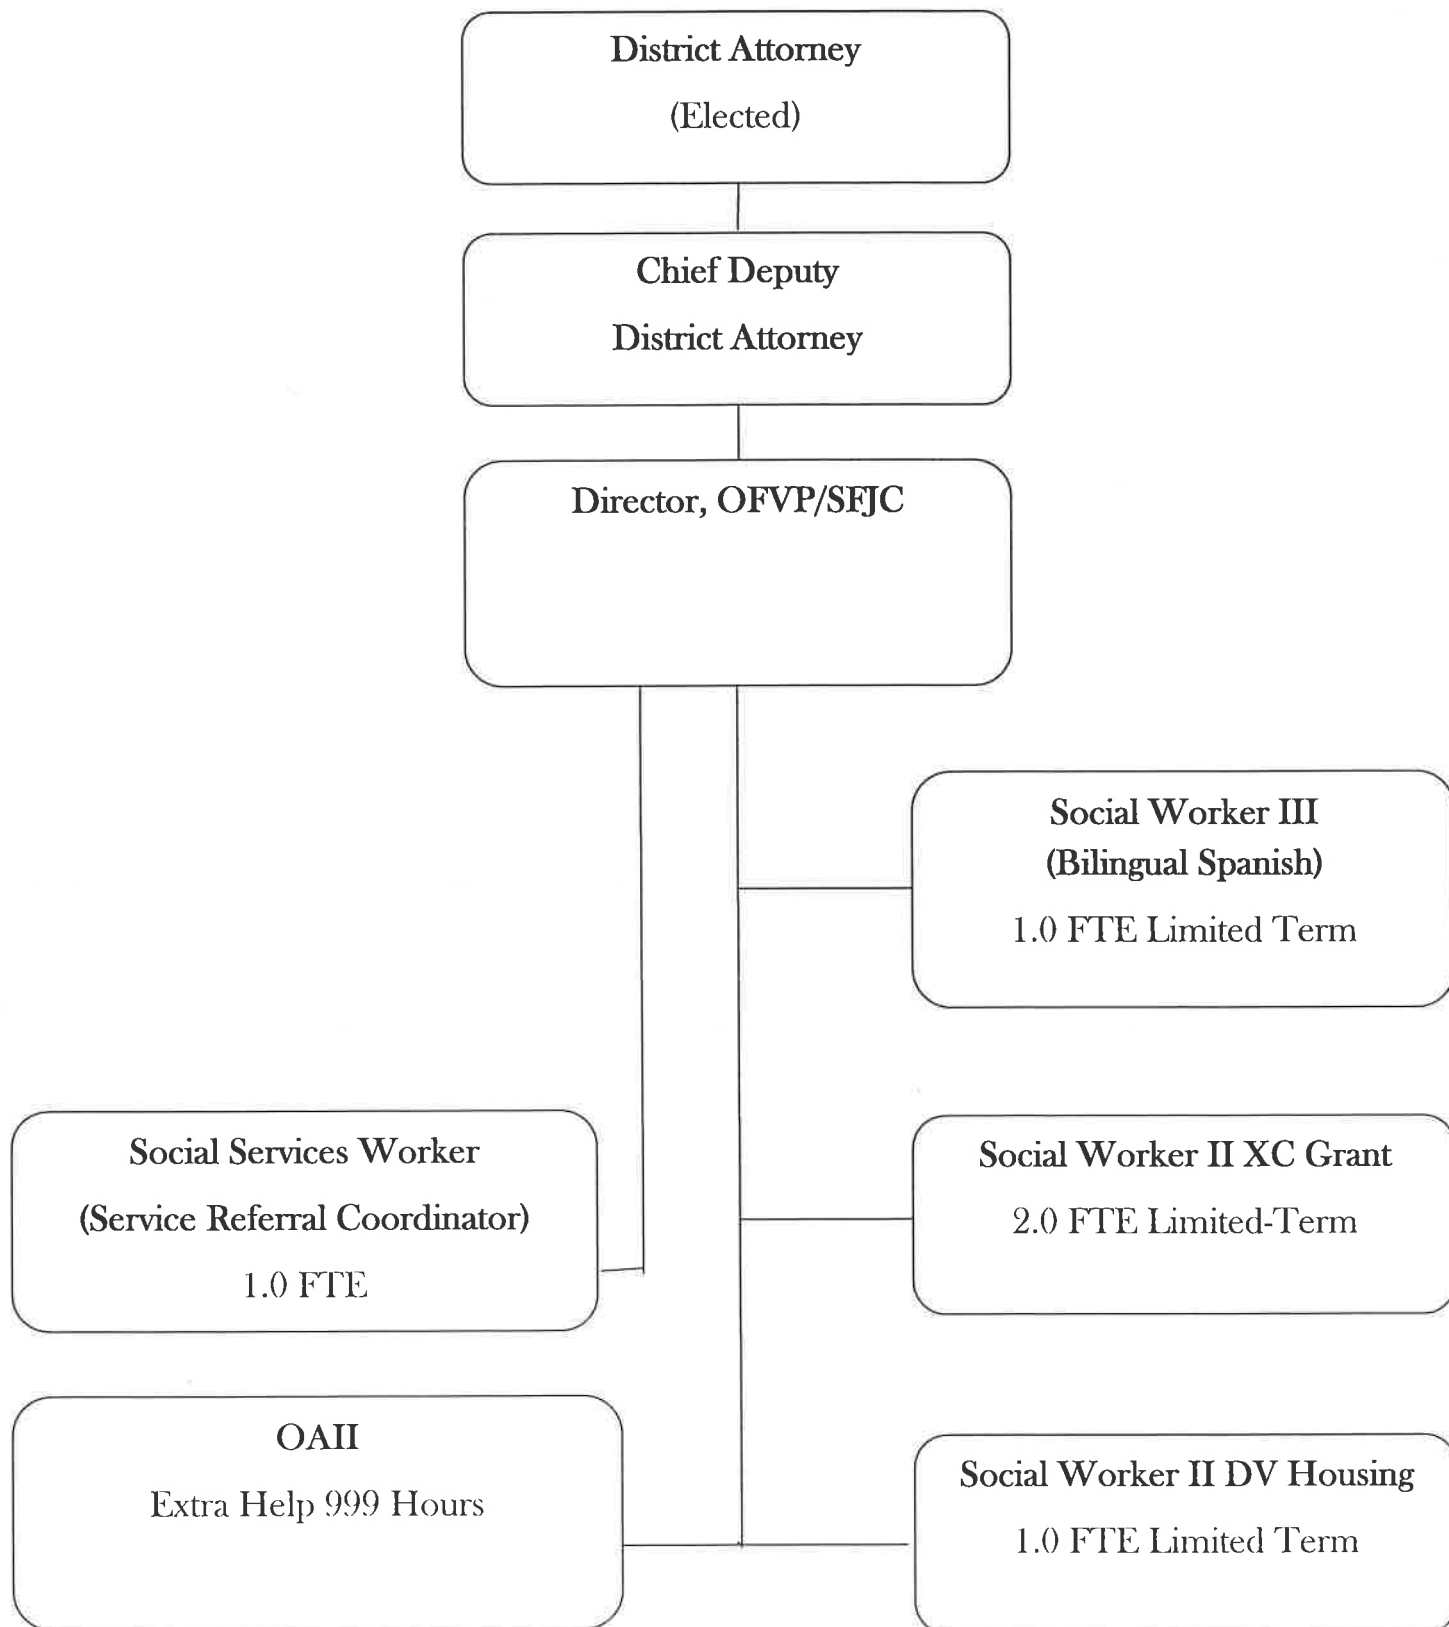 District Attorney
(Elected)
Chief Deputy
District Attorney
Director, OFVP/SFJC
Social Worker III
(Bilingual Spanish)
1.0 FTE Limited Term
Social Services Worker
(Service Referral Coordinator)
1.0 FTE
Social Worker II XC Grant
2.0 FTE Limited-Term
OAII
Extra Help 999 Hours
Social Worker II DV Housing
1.0 FTE Limited Term